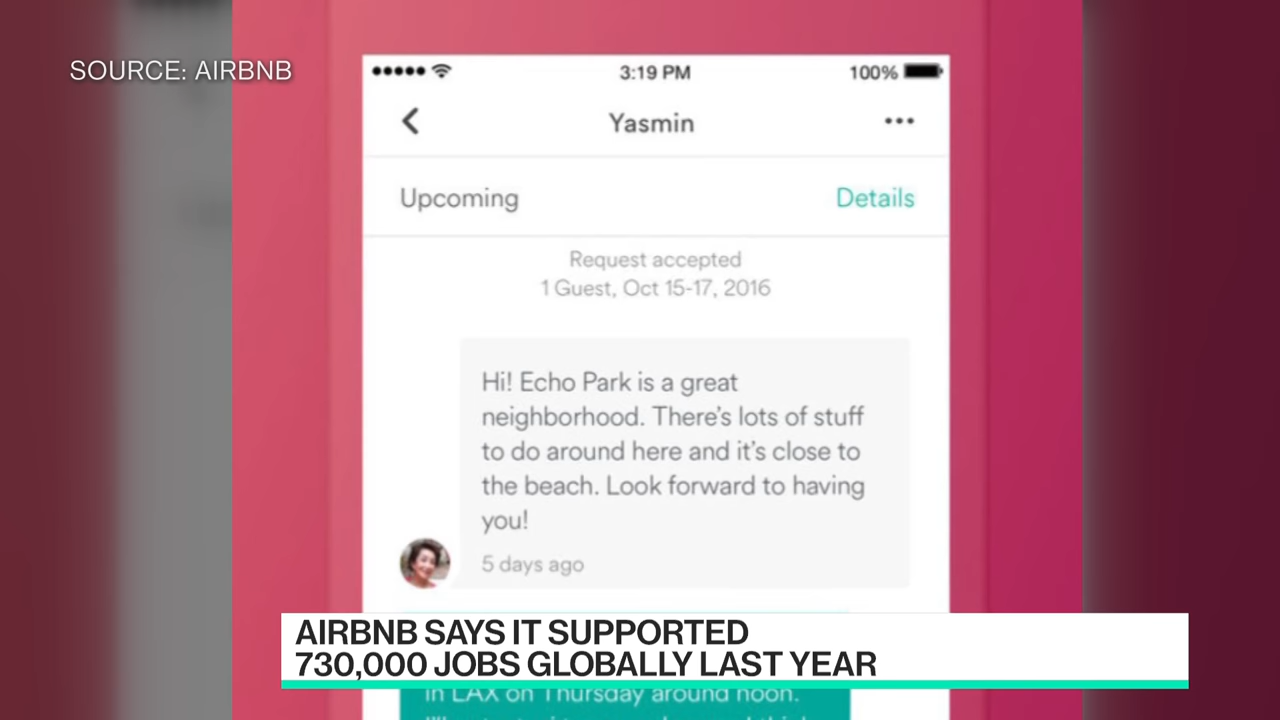 SOURCE: AIRBNB
3:19 PM
100%
Yasmin
Upcoming
Details
Request accepted
1 Guest, Oct 15-17, 2016
Hi! Echo Park is a great
neighborhood. There's lots of stuff
to do around here and it's close to
the beach. Look forward to having
you!
5 days ago
AIRBNB SAYS IT SUPPORTED
730,000 JOBS GLOBALLY LAST YEAR
in LAX on Thursday around noon.